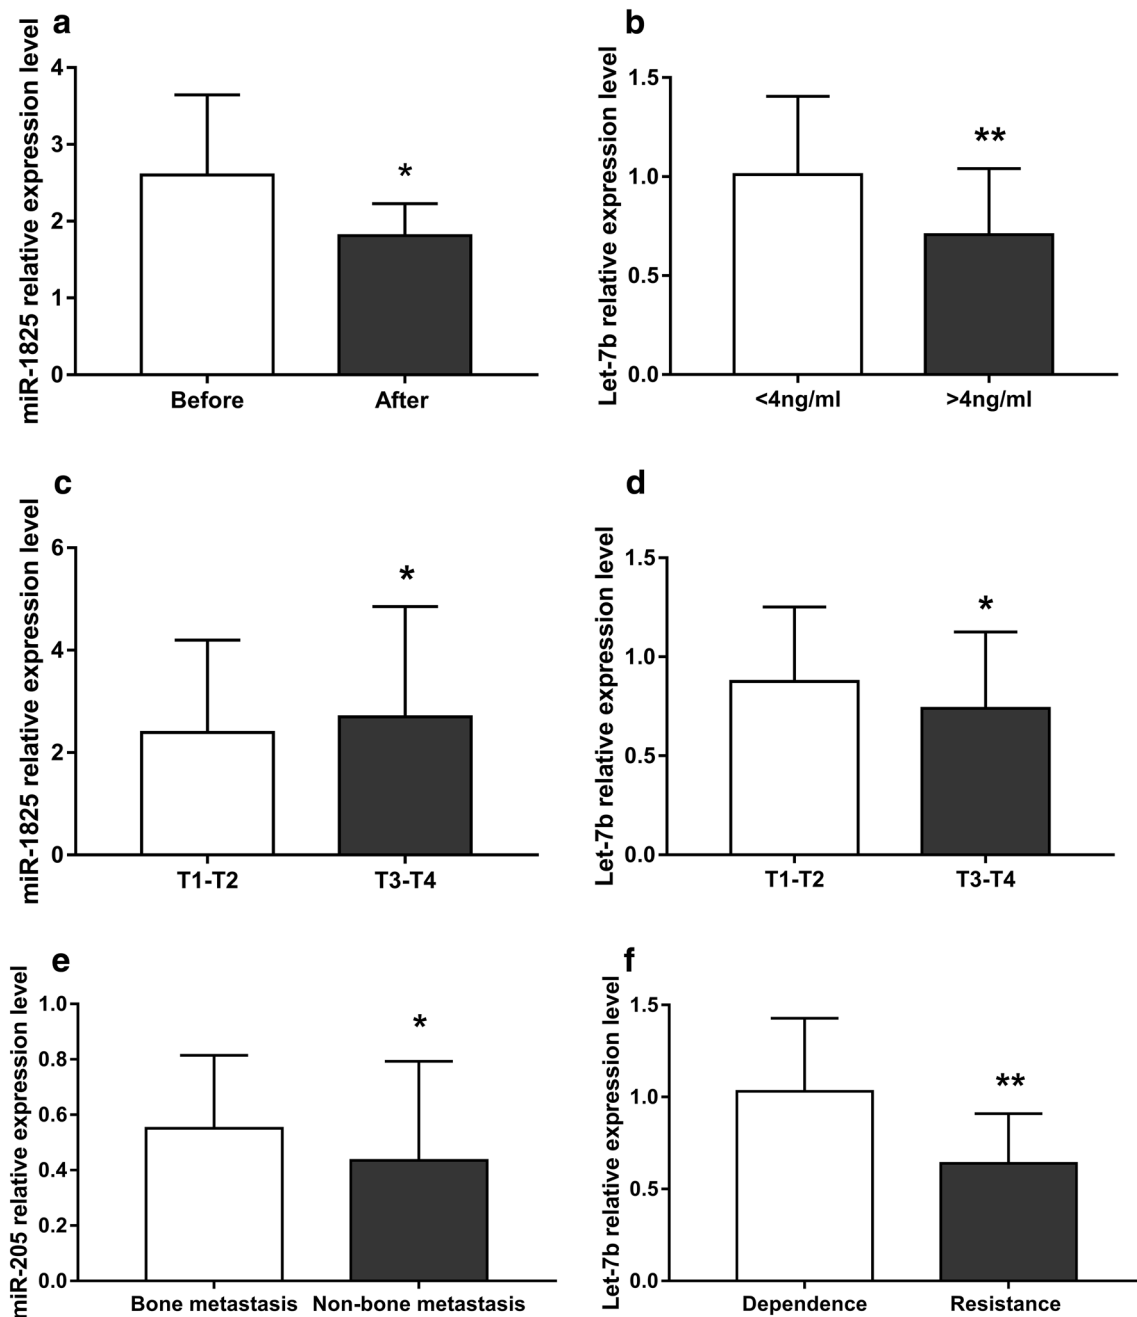 a
miR-1825 relative expression level
4
3
2
1
0
*
Before
After
b
Let-7b relative expression level
1.5
1.0
0.5
0.0
**
<4ng/ml
>4ng/ml
c
miR-1825 relative expression level
6
4
2
0
*
T1-T2
T3-T4
d
Let-7b relative expression level
1.5
1.0
0.5
0.0
*
T1-T2
T3-T4
e
miR-205 relative expression level
1.0
0.8
0.6
0.4
0.2
0.0
*
Bone metastasis
Non-bone metastasis
f
Let-7b relative expression level
1.5
1.0
0.5
0.0
**
Dependence
Resistance